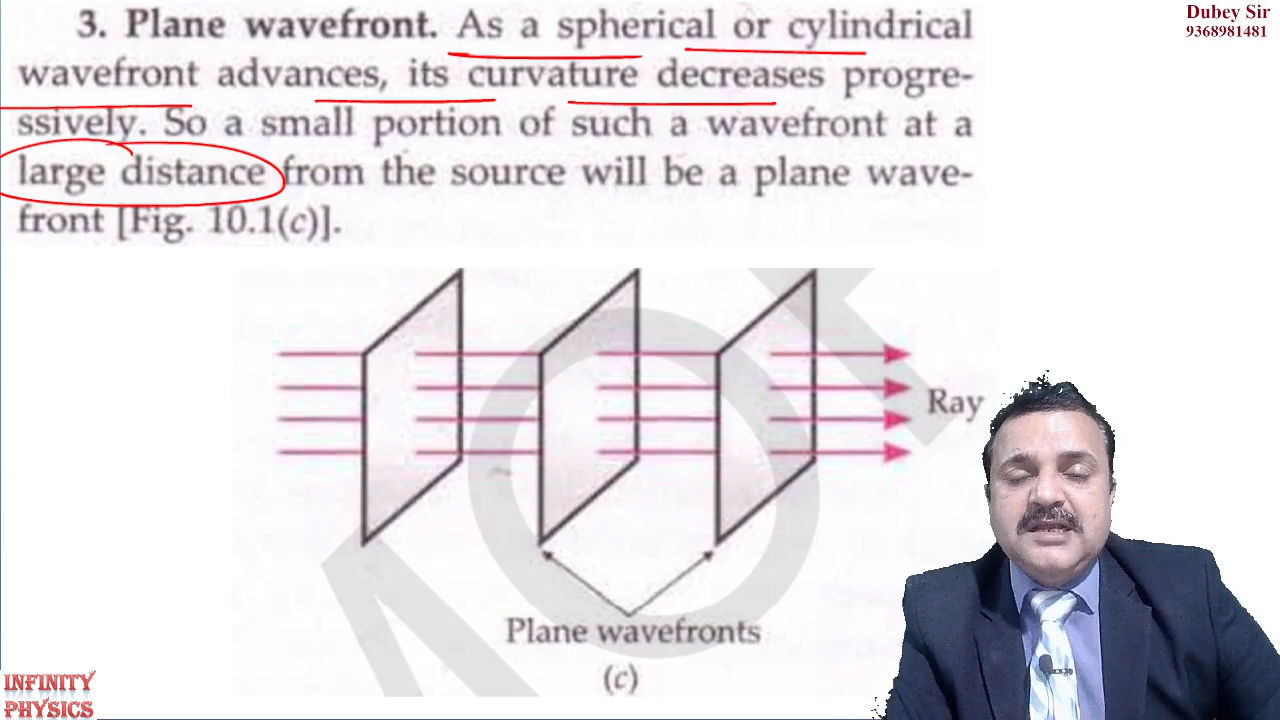 Dubey Sir
9368981481
3. Plane wavefront. As a spherical or cylindrical
wavefront advances, its curvature decreases progre-
ssively. So a small portion of such a wavefront at a
large distance from the source will be a plane wave-
front [Fig. 10.1(c)].
Ray
Plane wavefronts
(c)
INFINITY
PHYSICS